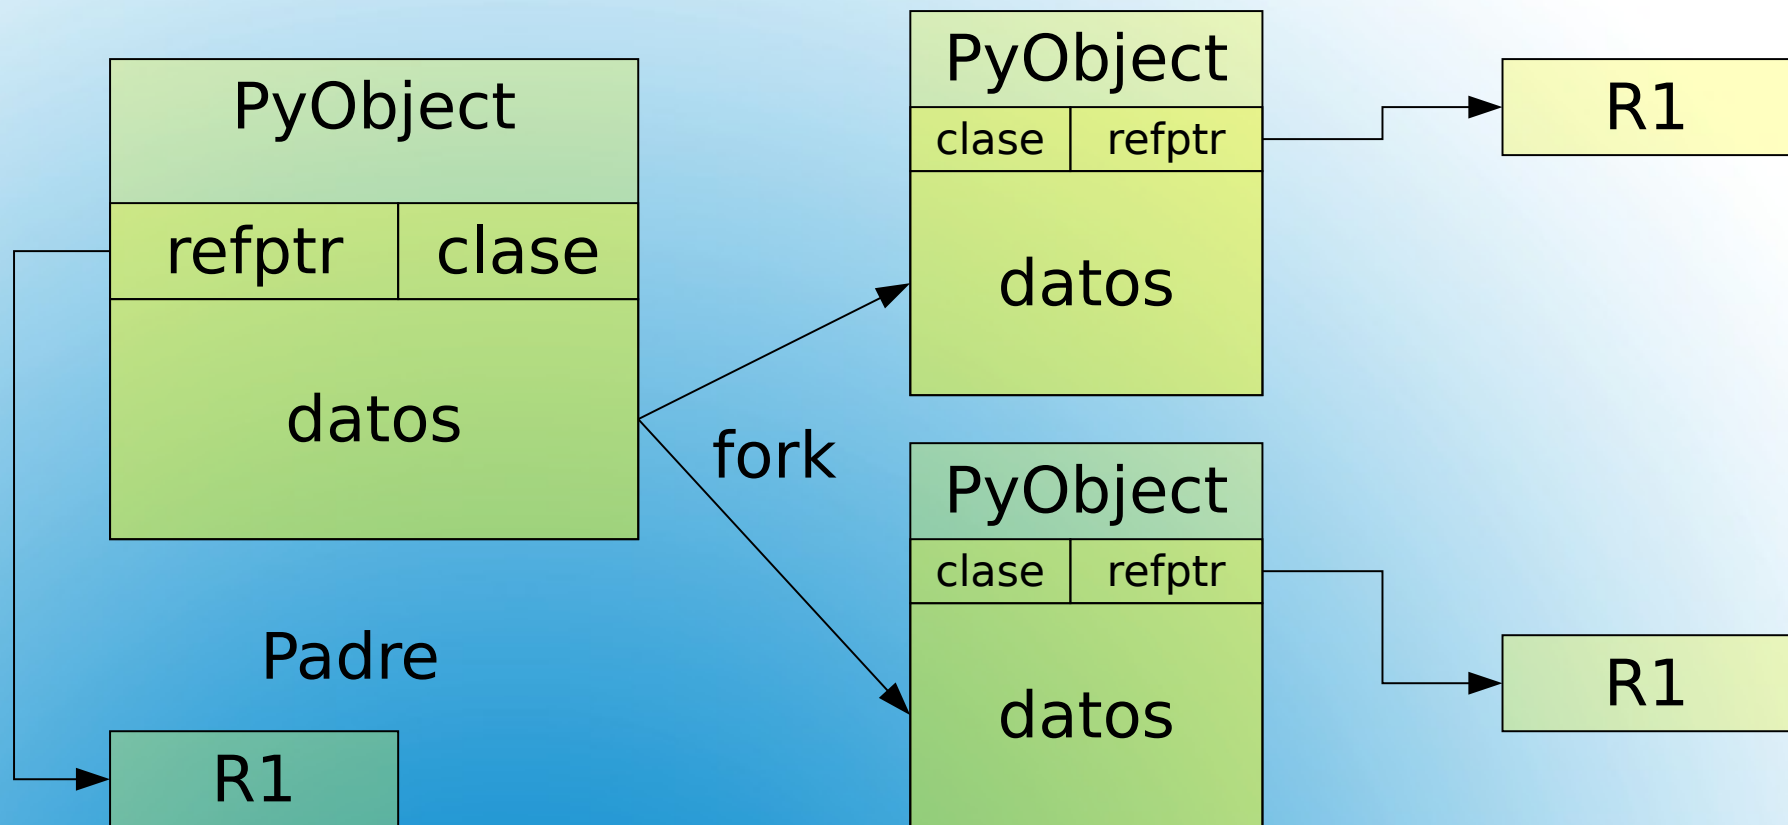 PyObject
refptr clase
datos
Padre
R1
fork
PyObject
clase refptr
datos
R1
PyObject
clase refptr
datos
R1